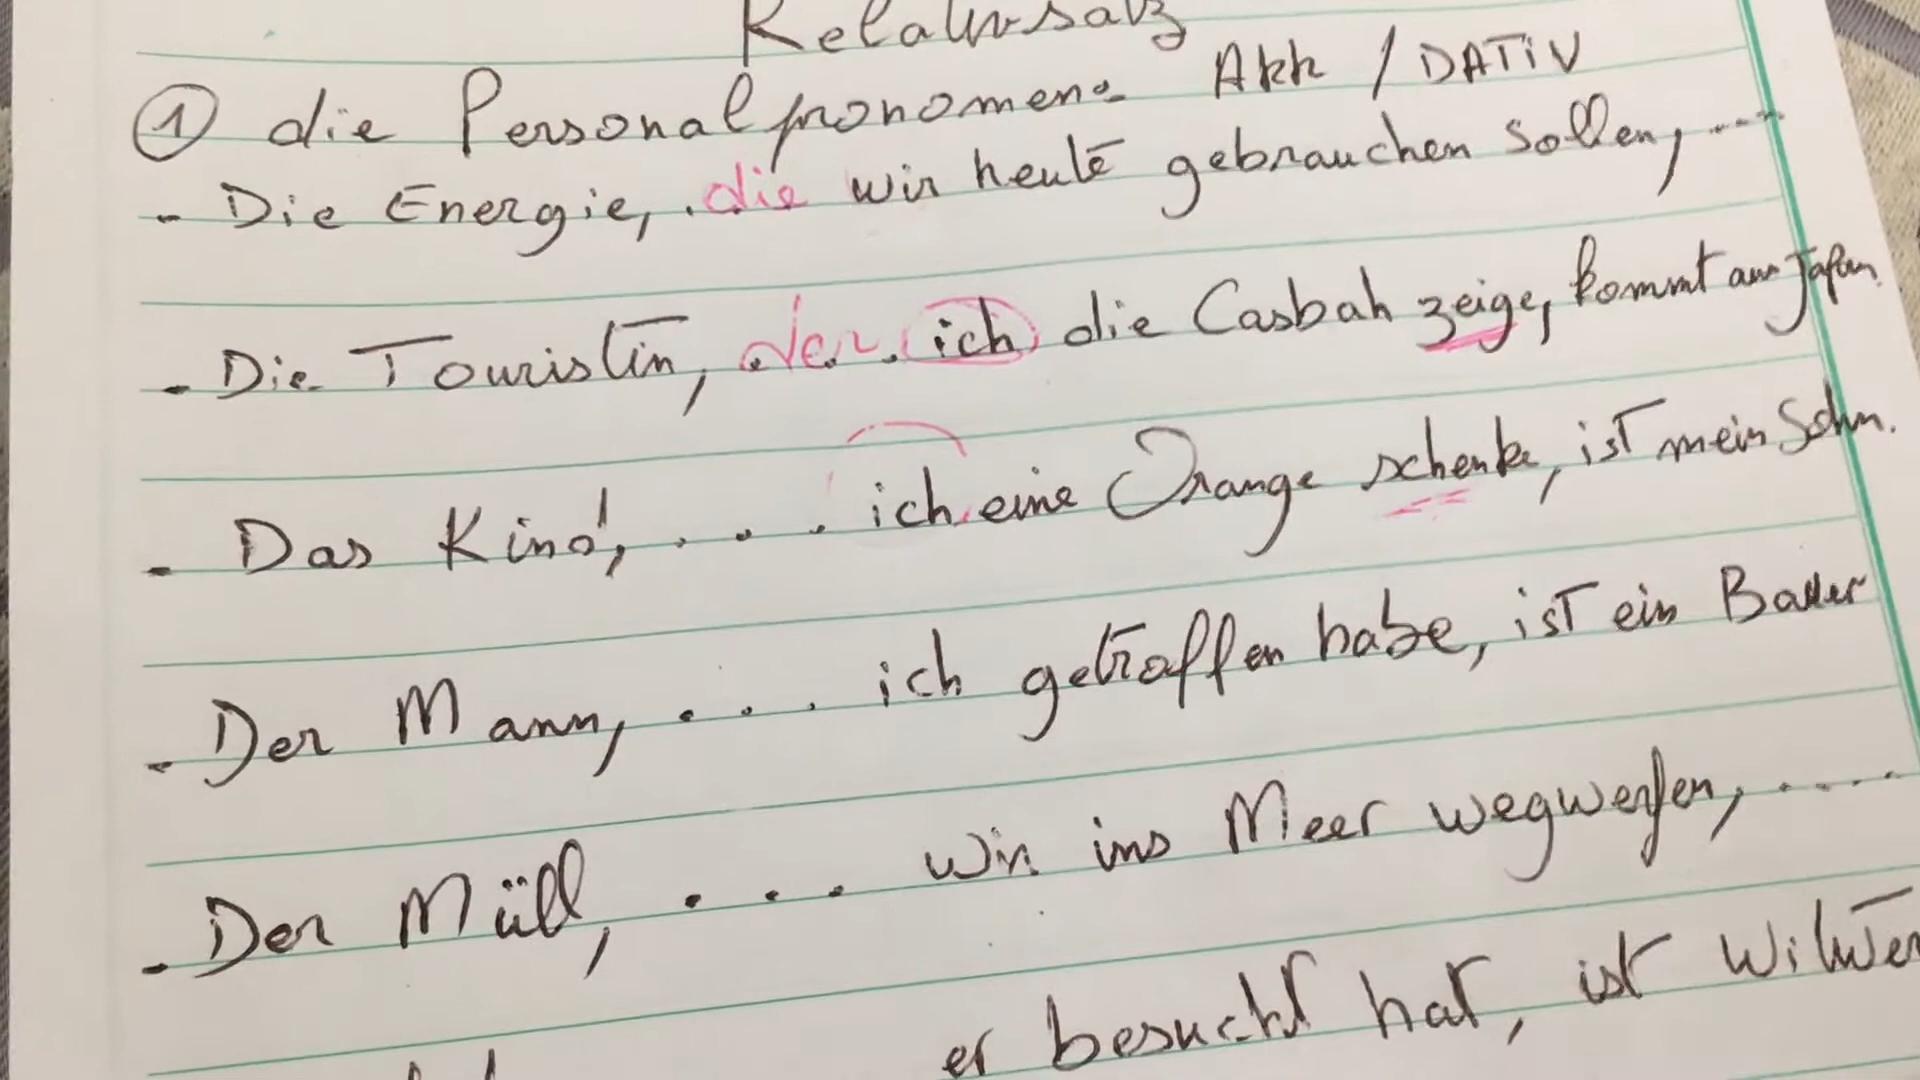 Relativsatz
① die Personalpronomen: Akk / DATiV
- Die Energie, . die wir heute gebrauchen sollen, ....
- Die Touristin, der . ich die Casbah zeige, kommt aus Japan.
- Das Kind, . . . ich eine Orange schenke, ist mein Sohn.
- Der Mann, . . . ich getroffen habe, ist ein Bauer
- Der Müll, . . . wir ins Meer wegwerfen, .....
er besucht hat, ist